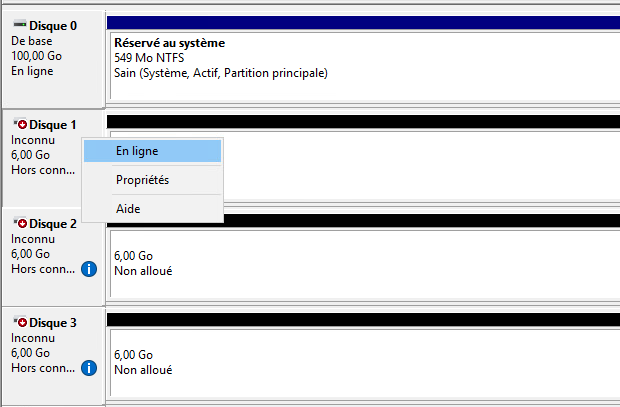 Disque 0
De base
100,00 Go
En ligne
Réservé au système
549 Mo NTFS
Sain (Système, Actif, Partition principale)
Disque 1
Inconnu
6,00 Go
Hors conn...
En ligne
Propriétés
Aide
Disque 2
Inconnu
6,00 Go
Hors conn...
6,00 Go
Non alloué
Disque 3
Inconnu
6,00 Go
Hors conn...
6,00 Go
Non alloué